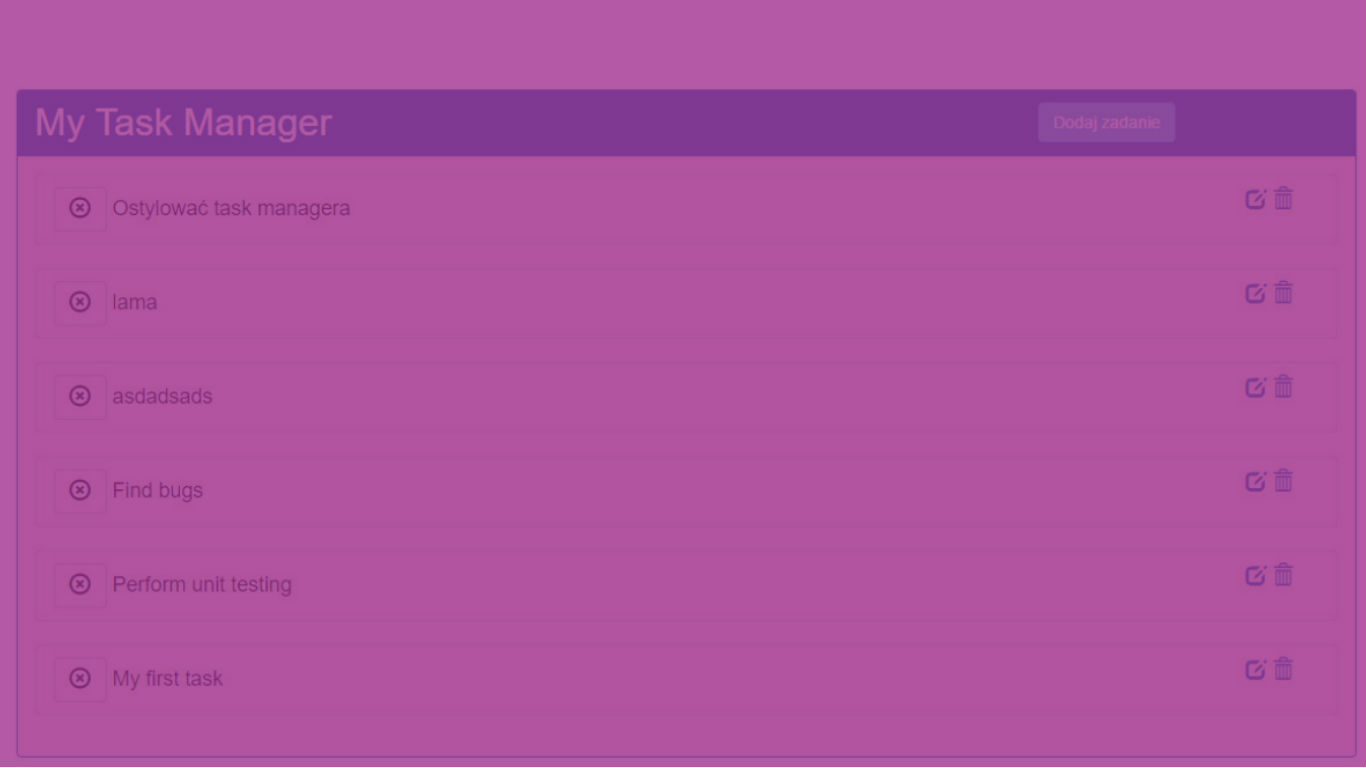 My Task Manager
Dodaj zadanie
Ostylować task managera
lama
asdadsads
Find bugs
Perform unit testing
My first task